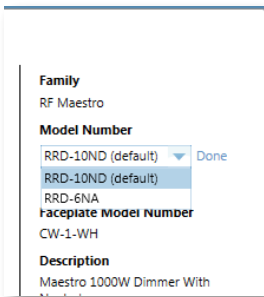 Family
RF Maestro
Model Number
RRD-10ND (default) Done
RRD-10ND (default)
RRD-6NA
Faceplate Model Number
CW-1-WH
Description
Maestro 1000W Dimmer With